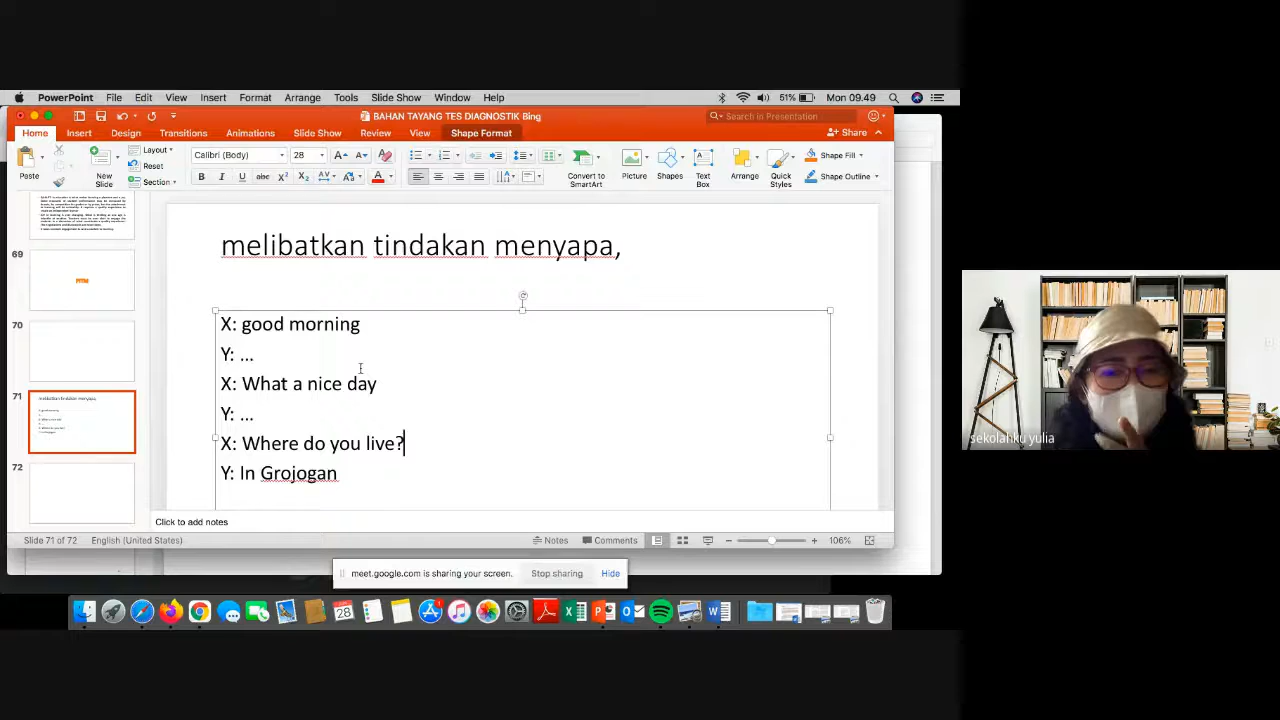 PowerPoint File Edit View Insert Format Arrange Tools Slide Show Window Help 51% Mon 09.49
BAHAN TAYANG TES DIAGNOSTIK Bing
Search in Presentation
Home Insert Design Transitions Animations Slide Show Review View Shape Format Share
Paste
New Slide
Layout
Reset
Section
Calibri (Body) 28
Convert to SmartArt
Picture
Shapes
Text Box
Arrange
Quick Styles
Shape Fill
Shape Outline
69
70
71
72
melibatkan tindakan menyapa,
X: good morning
Y: ...
X: What a nice day
Y: ...
X: Where do you live?
Y: In Grojogan
Click to add notes
Slide 71 of 72 English (United States) Notes Comments 106%
meet.google.com is sharing your screen. Stop sharing Hide
sekolahku yulia